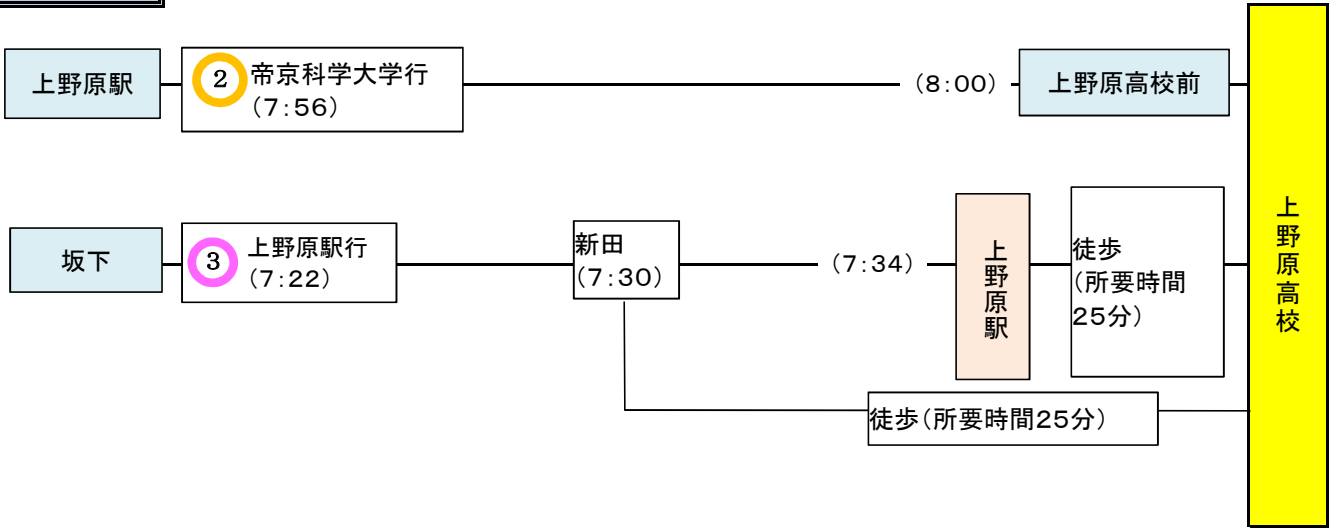 上野原駅
② 帝京科学大学行
(7:56)
(8:00)
上野原高校前
坂下
③ 上野原駅行
(7:22)
新田
(7:30)
(7:34)
上野原駅
徒歩
(所要時間
25分)
徒歩(所要時間25分)
上野原高校